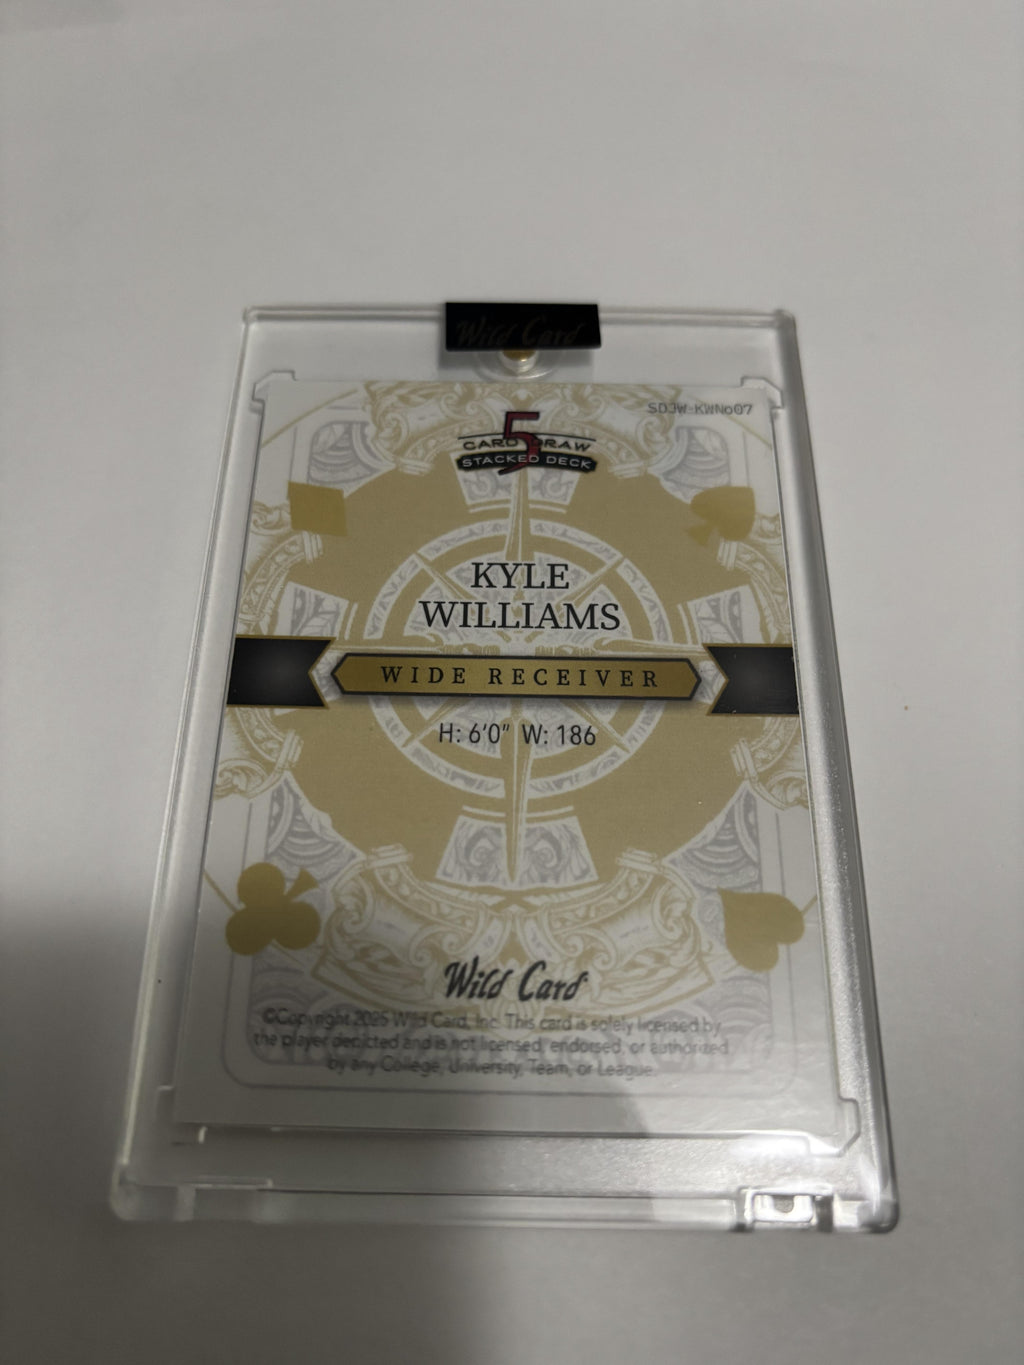 Wild Card
SDJW-KWNo07
5
CARD DRAW
STACKED DECK
KYLE
WILLIAMS
WIDE RECEIVER
H: 6'0" W: 186
Wild Card
©Copyright 2025 Wild Card, Inc. This card is solely licensed by
the player depicted and is not licensed, endorsed, or authorized
by any College, University, Team, or League.